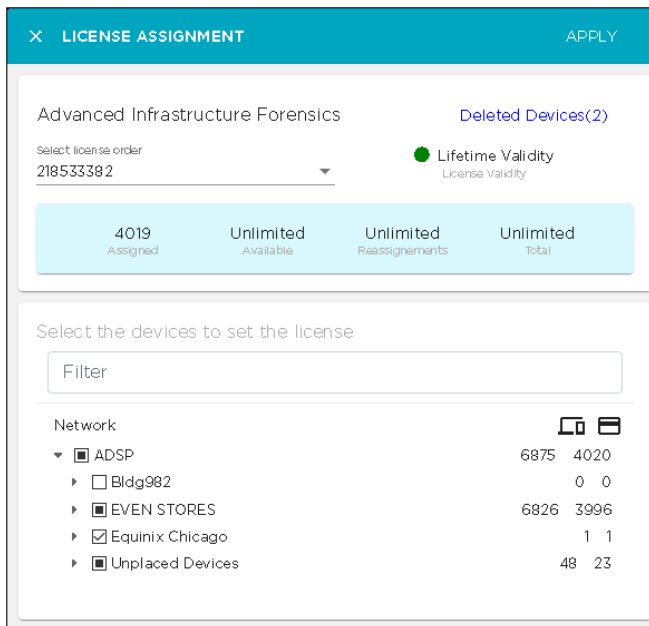 × LICENSE ASSIGNMENT APPLY
Advanced Infrastructure Forensics Deleted Devices(2)
Select license order
218533382
Lifetime Validity
License Validity
4019 Unlimited Unlimited Unlimited
Assigned Available Reassignements Total
Select the devices to set the license
Filter
Network
ADSP 6875 4020
Bldg982 0 0
EVEN STORES 6826 3996
Equinix Chicago 1 1
Unplaced Devices 48 23